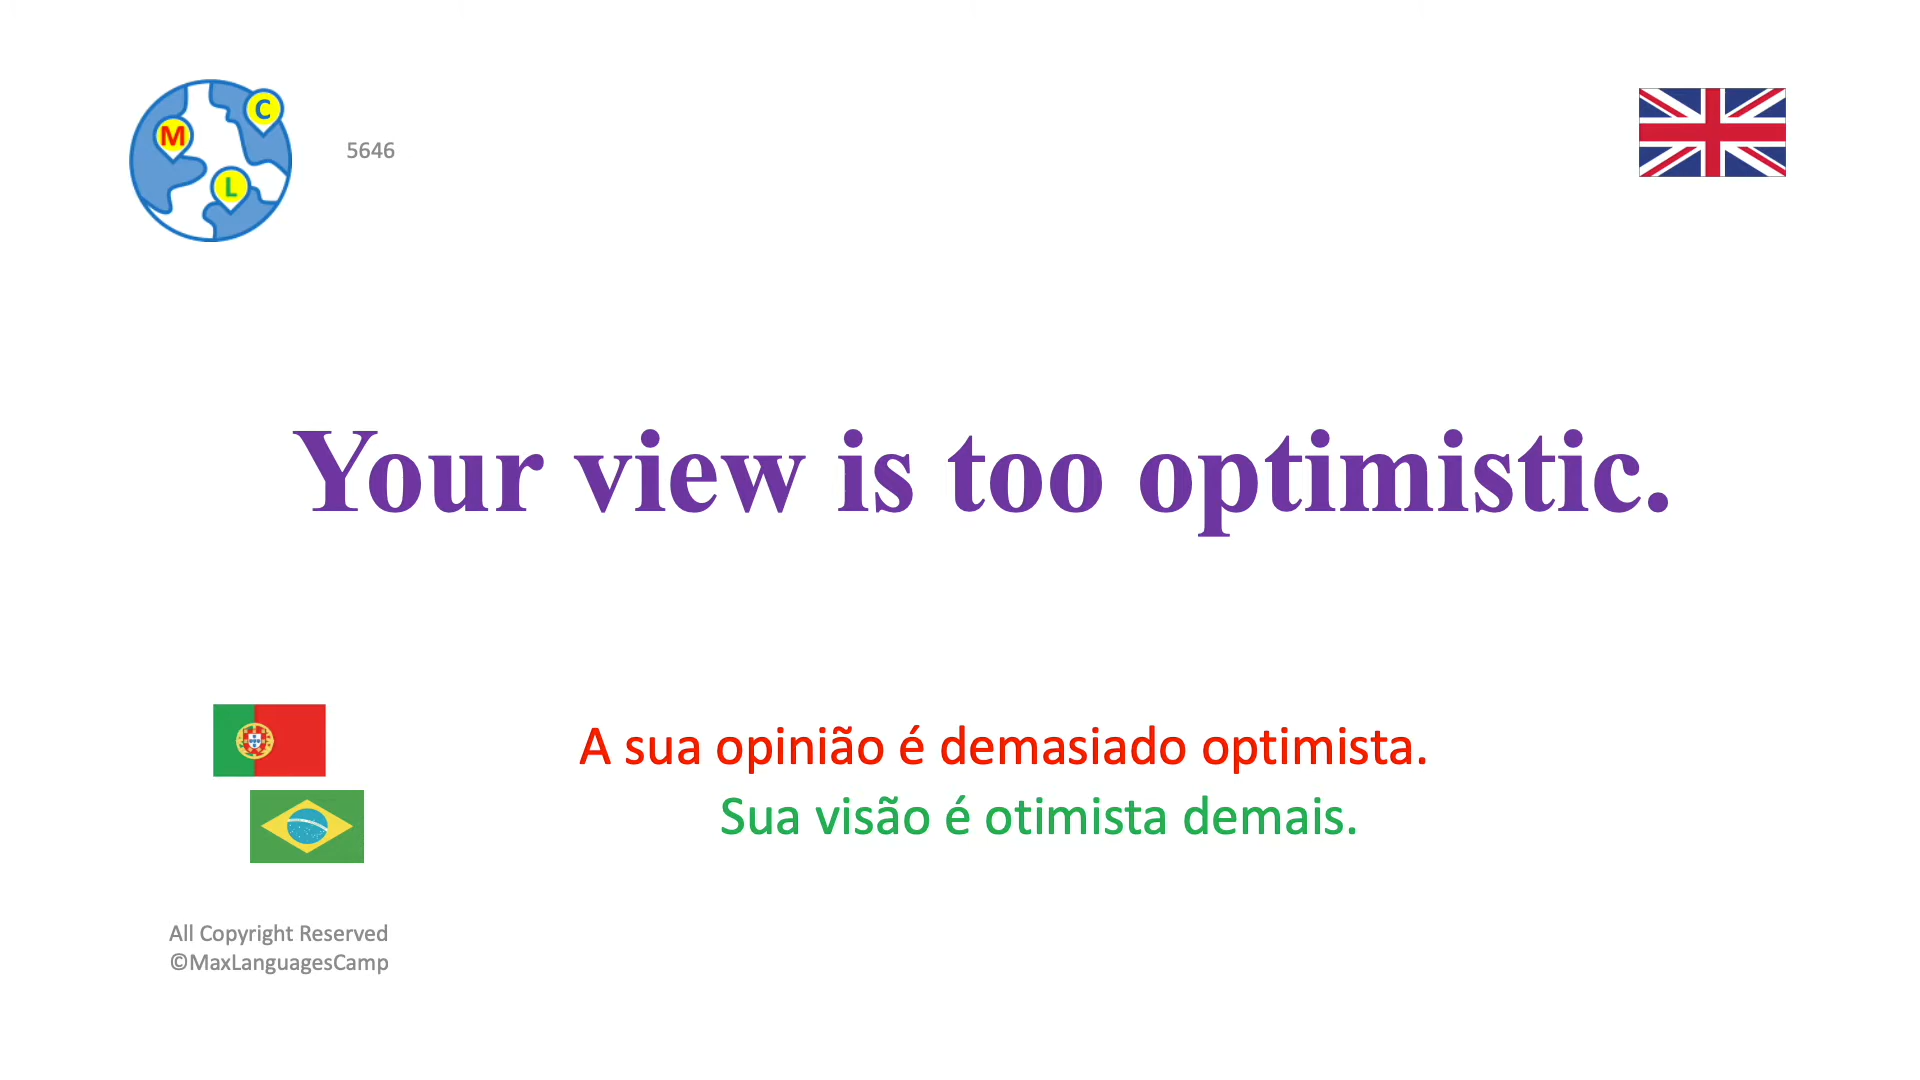 M
C
L
5646
Your view is too optimistic.
A sua opinião é demasiado optimista.
Sua visão é otimista demais.
All Copyright Reserved
©MaxLanguagesCamp